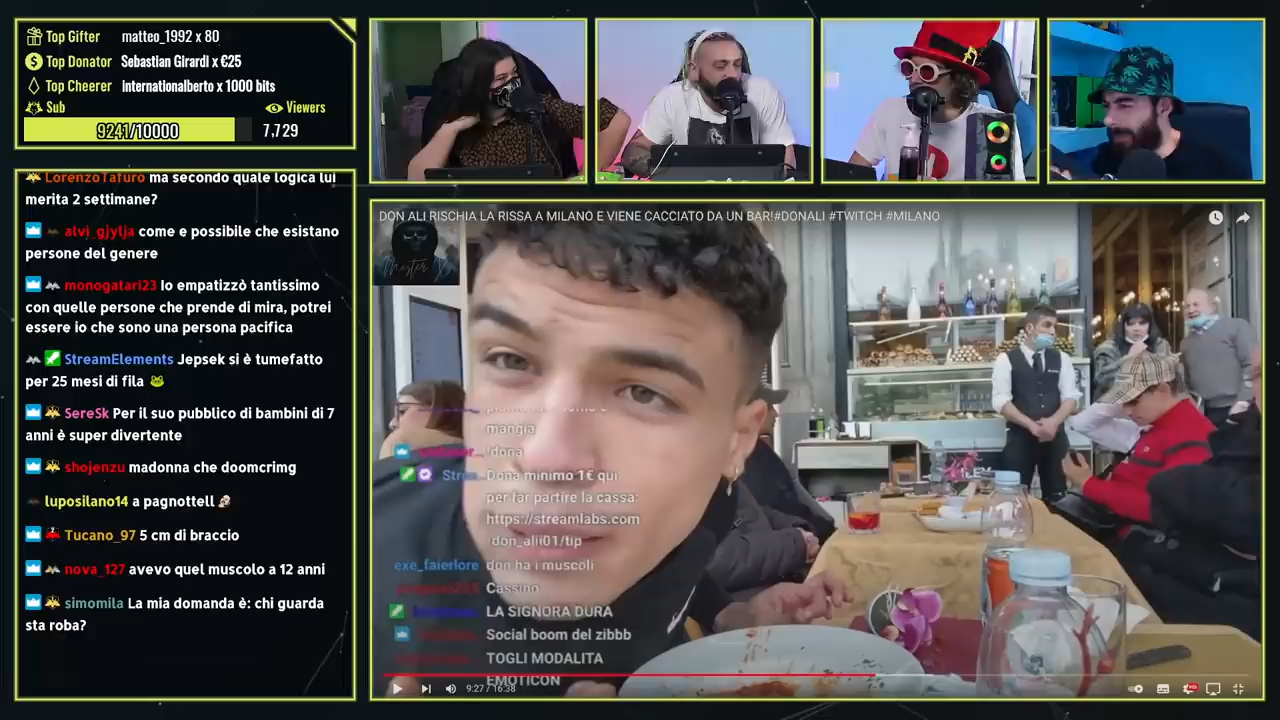 Top Gifter matteo_1992 x 80
Top Donator Sebastian Girardi x €25
Top Cheerer Internationalberto x 1000 bits
Sub Viewers
9241/10000 7,729
LorenzoTafuro ma secondo quale logica lui
merita 2 settimane?
alvj_gjylja come e possibile che esistano
persone del genere
monogatari23 Io empatizzò tantissimo
con quelle persone che prende di mira, potrei
essere io che sono una persona pacifica
StreamElements Jepsek si è tumefatto
per 25 mesi di fila
SereSk Per il suo pubblico di bambini di 7
anni è super divertente
shojenzu madonna che doomcrimg
luposilano14 a pagnottell
Tucano_97 5 cm di braccio
nova_127 avevo quel muscolo a 12 anni
simomila La mia domanda è: chi guarda
sta roba?
DON ALI RISCHIA LA RISSA A MILANO E VIENE CACCIATO DA UN BAR!#DONALI #TWITCH #MILANO
Master
mangia
!dona
Dona minimo 1€ qui
per far partire la cassa:
https://streamlabs.com
don_alii01/tip
exe_faierlore don ha i muscoli
Cassino
LA SIGNORA DURA
Social boom del zibbb
TOGLI MODALITA
EMOTICON
9:27 / 16:38
HD